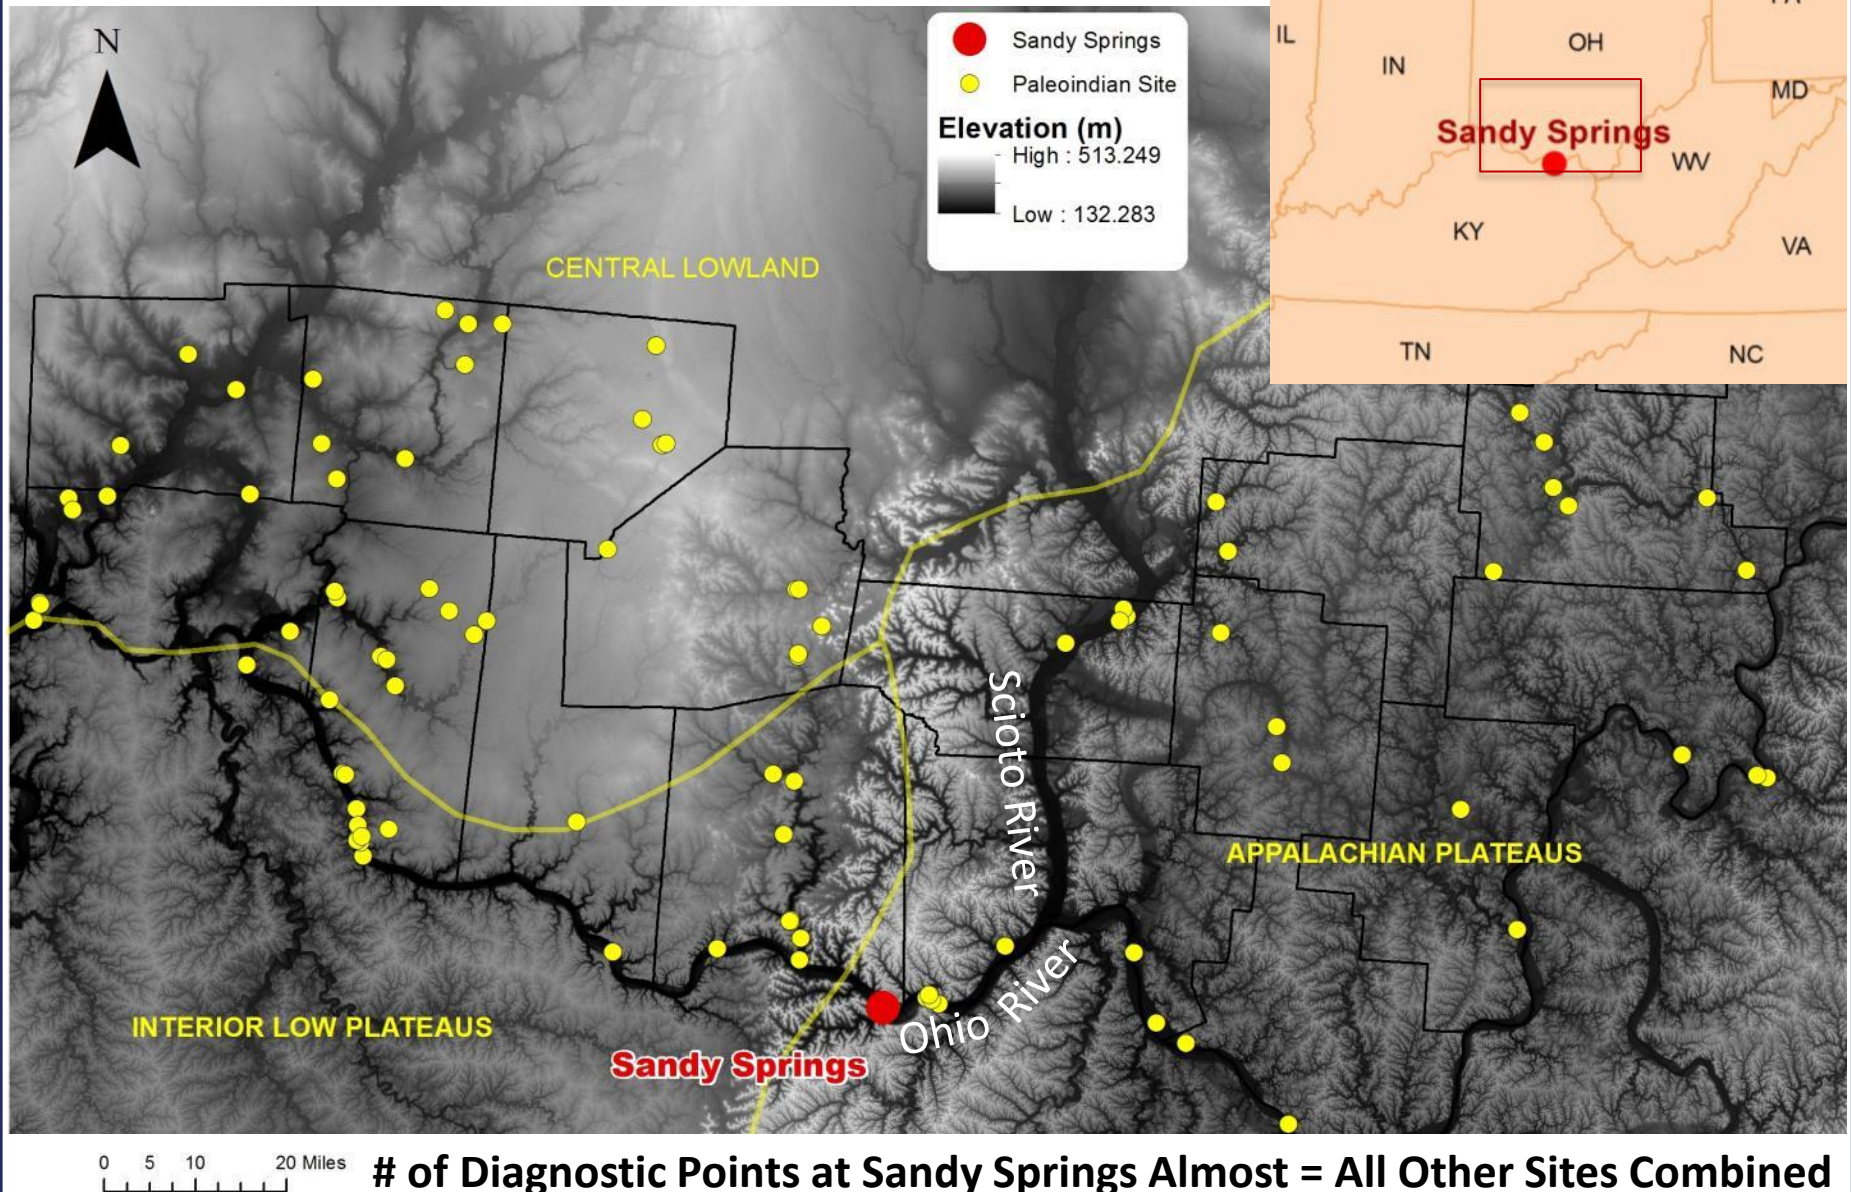 N
Sandy Springs
Paleoindian Site
Elevation (m)
High : 513.249
Low : 132.283
IL
IN
OH
MD
Sandy Springs
WV
KY
VA
TN
NC
CENTRAL LOWLAND
Scioto River
APPALACHIAN PLATEAUS
INTERIOR LOW PLATEAUS
Ohio River
Sandy Springs
0 5 10 20 Miles
# of Diagnostic Points at Sandy Springs Almost = All Other Sites Combined